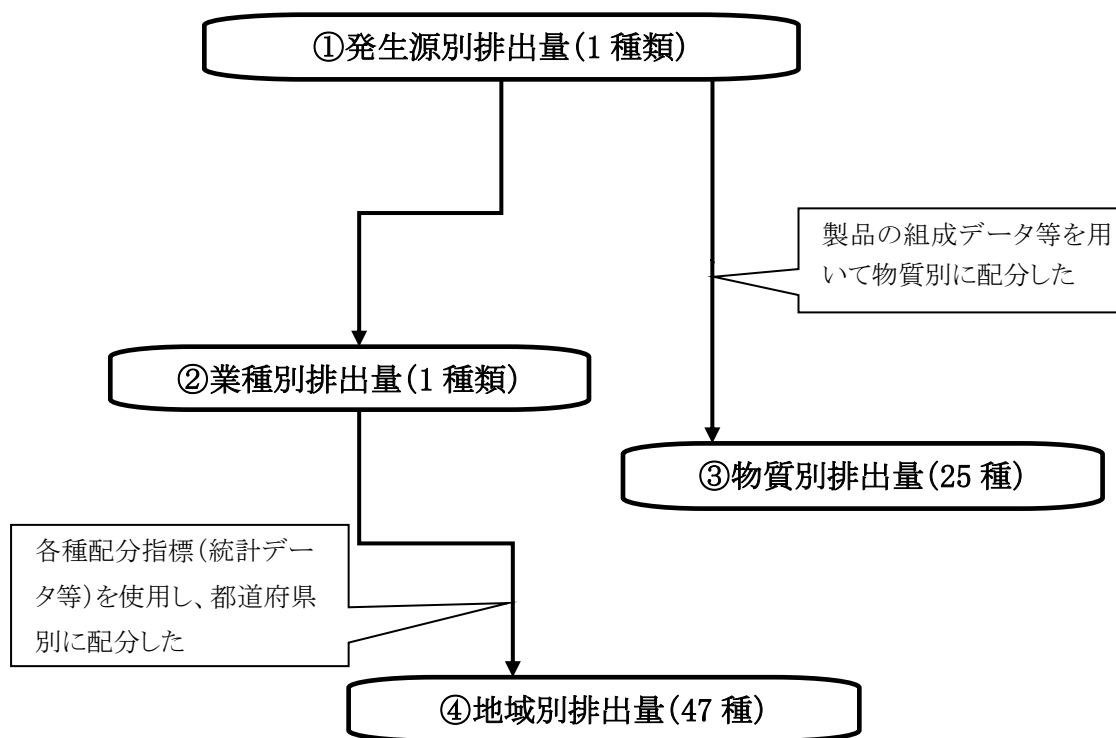 ①発生源別排出量(1 種類)
製品の組成データ等を用
いて物質別に配分した
②業種別排出量(1 種類)
③物質別排出量(25 種)
各種配分指標(統計デー
タ等)を使用し、都道府県
別に配分した
④地域別排出量(47 種)